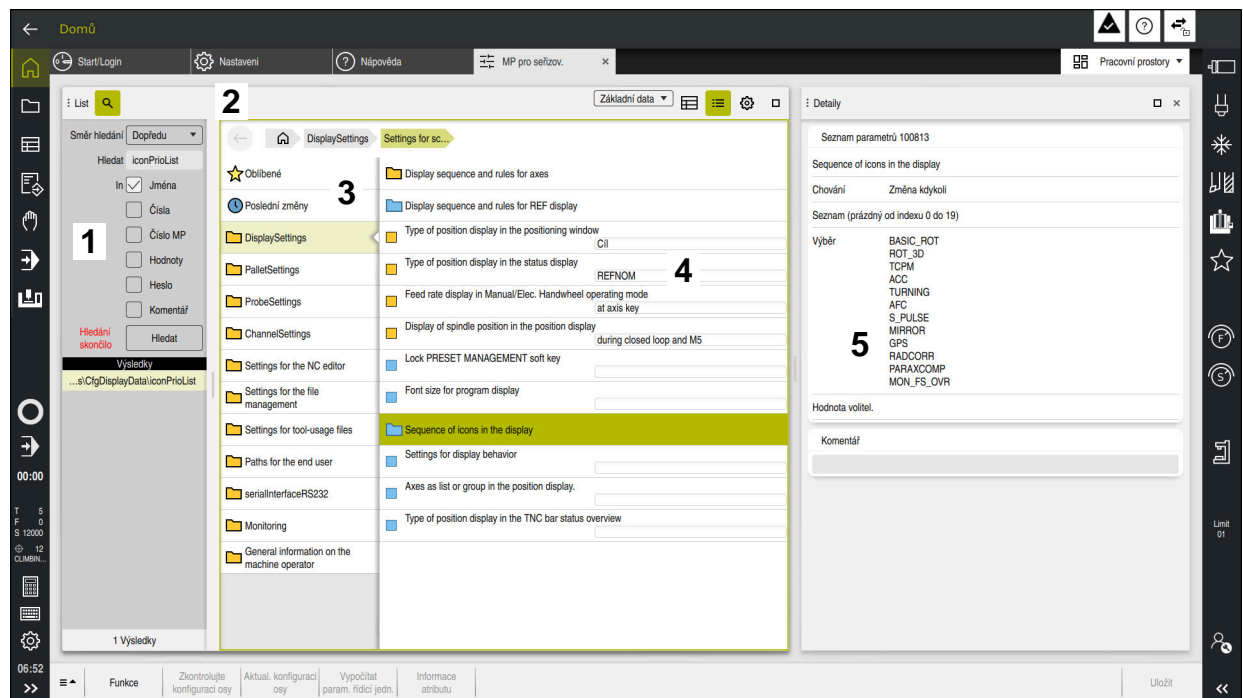 Domů
Start/Login
Nastavení
Nápověda
MP pro seřizov.
Pracovní prostory
List
Směr hledání Dopředu
Hledat iconPrioList
In Jména
Čísla
Číslo MP
Hodnoty
Heslo
Komentář
Hledání skončilo
Hledat
Výsledky
...s\CfgDisplayData\iconPrioList
1 Výsledky
1
2
Základní data
DisplaySettings
Settings for sc...
3
Oblíbené
Poslední změny
DisplaySettings
PalletSettings
ProbeSettings
ChannelSettings
Settings for the NC editor
Settings for the file
management
Settings for tool-usage files
Paths for the end user
serialInterfaceRS232
Monitoring
General information on the
machine operator
Display sequence and rules for axes
Display sequence and rules for REF display
Type of position display in the positioning window
Cíl
Type of position display in the status display
REFNOM
4
Feed rate display in Manual/Elec. Handwheel operating mode
at axis key
Display of spindle position in the position display
during closed loop and M5
Lock PRESET MANAGEMENT soft key
Font size for program display
Sequence of icons in the display
Settings for display behavior
Axes as list or group in the position display.
Type of position display in the TNC bar status overview
Detaily
Seznam parametrů 100813
Sequence of icons in the display
Chování Změna kdykoli
Seznam (prázdný od indexu 0 do 19)
Výběr BASIC_ROT
ROT_3D
TCPM
ACC
TURNING
AFC
S_PULSE
MIRROR
GPS
RADCORR
PARAXCOMP
MON_FS_OVR
5
Hodnota volitel.
Komentář
00:00
T 5
F 0
S 12000
12
CLIMBIN...
06:52
F
S
Limit
01
Funkce
Zkontrolujte
konfiguraci osy
Aktual. konfiguraci
osy
Vypočítat
param. řídicí jedn.
Informace
atributu
Uložit